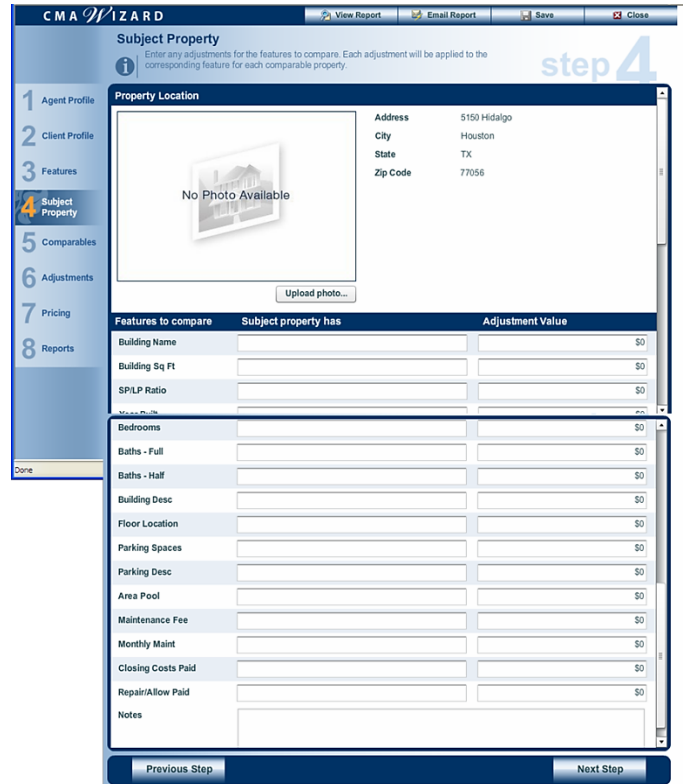 CMA WIZARD
View Report
Email Report
Save
Close
Subject Property
Enter any adjustments for the features to compare. Each adjustment will be applied to the
corresponding feature for each comparable property.
step 4
1 Agent Profile
2 Client Profile
3 Features
4 Subject
Property
5 Comparables
6 Adjustments
7 Pricing
8 Reports
Property Location
No Photo Available
Upload photo...
Address 5150 Hidalgo
City Houston
State TX
Zip Code 77056
Features to compare Subject property has Adjustment Value
Building Name $0
Building Sq Ft $0
SP/LP Ratio $0
Year Built $0
Bedrooms $0
Baths - Full $0
Baths - Half $0
Building Desc $0
Floor Location $0
Parking Spaces $0
Parking Desc $0
Area Pool $0
Maintenance Fee $0
Monthly Maint $0
Closing Costs Paid $0
Repair/Allow Paid $0
Notes
Done
Previous Step
Next Step